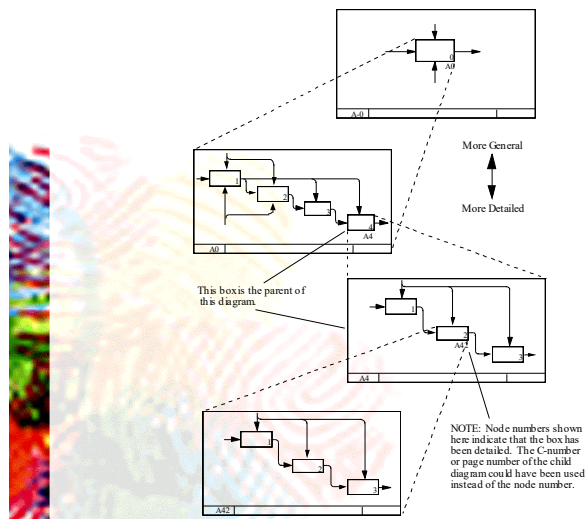 0
A0
A-0
More General
More Detailed
1
2
3
4
A4
A0
This box is the parent of
this diagram.
1
2
A42
3
A4
NOTE: Node numbers shown
here indicate that the box has
been detailed. The C-number
or page number of the child
diagram could have been used
instead of the node number.
1
2
3
A42